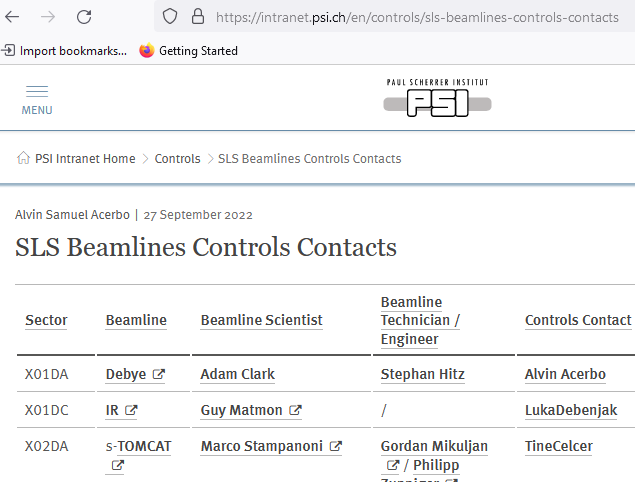 https://intranet.psi.ch/en/controls/sls-beamlines-controls-contacts
Import bookmarks... Getting Started
PAUL SCHERRER INSTITUT
PSI
MENU
PSI Intranet Home > Controls > SLS Beamlines Controls Contacts
Alvin Samuel Acerbo | 27 September 2022
SLS Beamlines Controls Contacts
Sector Beamline Beamline Scientist Beamline Technician / Engineer Controls Contact
X01DA Debye Adam Clark Stephan Hitz Alvin Acerbo
X01DC IR Guy Matmon / LukaDebenjak
X02DA s-TOMCAT Marco Stampanoni Gordan Mikuljan / Philipp TineCelcer